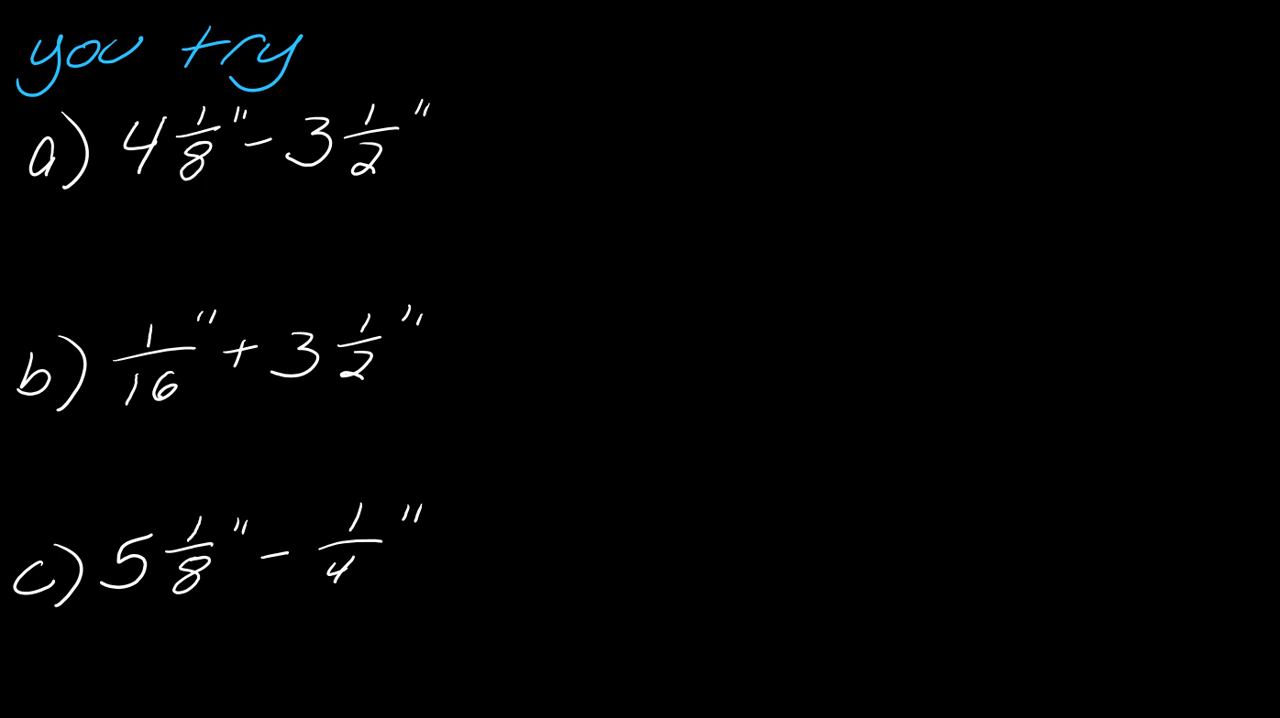 you try
a) 4 1/8" - 3 1/2"
b) 1/16" + 3 1/2"
c) 5 1/8" - 1/4"